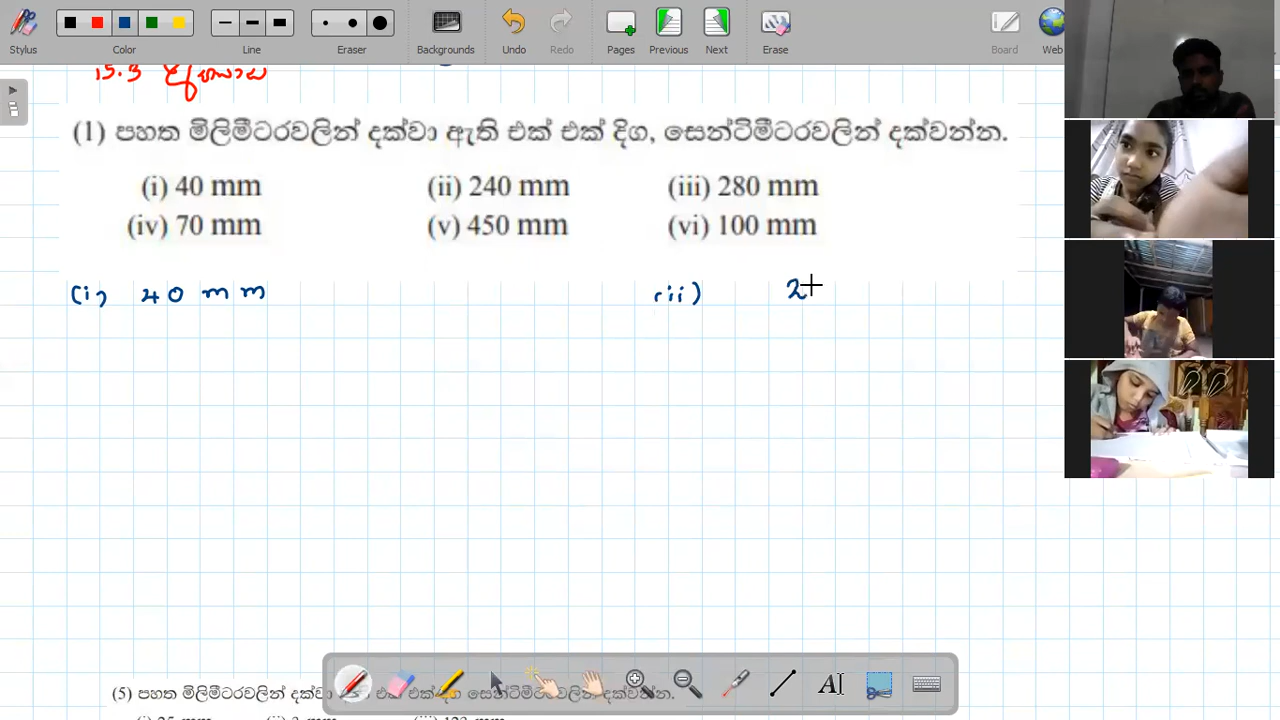 Stylus Color Line Eraser Backgrounds Undo Redo Pages Previous Next Erase Board Web
15.3 අභ්‍යාසය
(1) පහත මිලිමීටරවලින් දක්වා ඇති එක් එක් දිග, සෙන්ටිමීටරවලින් දක්වන්න.
(i) 40 mm (ii) 240 mm (iii) 280 mm
(iv) 70 mm (v) 450 mm (vi) 100 mm
(i) 40 mm (ii) 2
(5) පහත මිලිමීටරවලින් දක්වා එක් එක් දිග සෙන්ටිමීටරවලින් දක්වන්න.